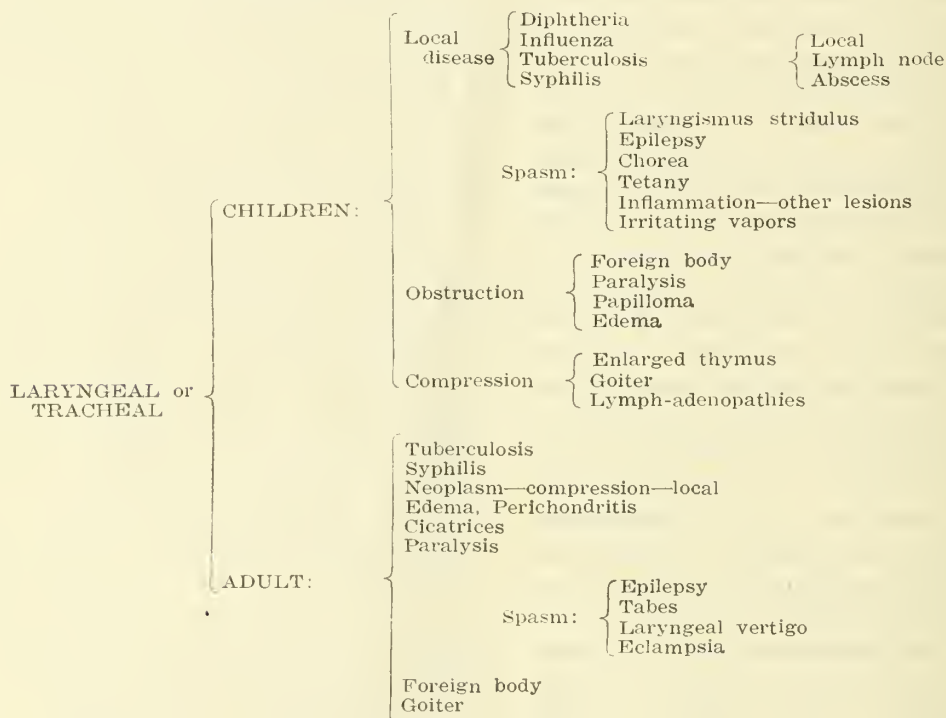 Local disease
Diphtheria
Influenza
Tuberculosis
Syphilis
Local
Lymph node
Abscess
Spasm:
Laryngismus stridulus
Epilepsy
Chorea
Tetany
Inflammation—other lesions
Irritating vapors
CHILDREN:
Obstruction
Foreign body
Paralysis
Papilloma
Edema
Compression
Enlarged thymus
Goiter
Lymph-adenopathies
LARYNGEAL or
TRACHEAL
ADULT:
Tuberculosis
Syphilis
Neoplasm—compression—local
Edema, Perichondritis
Cicatrices
Paralysis
Spasm:
Epilepsy
Tabes
Laryngeal vertigo
Eclampsia
Foreign body
Goiter